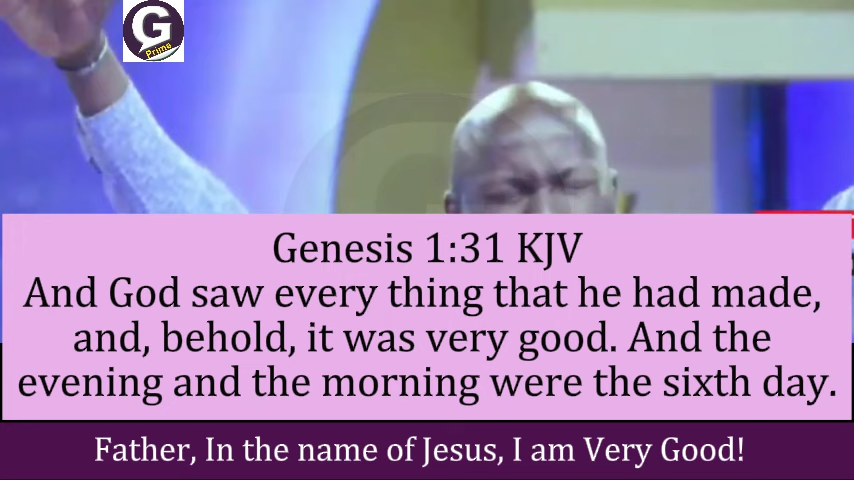 G
Prime
Genesis 1:31 KJV
And God saw every thing that he had made,
and, behold, it was very good. And the
evening and the morning were the sixth day.
Father, In the name of Jesus, I am Very Good!